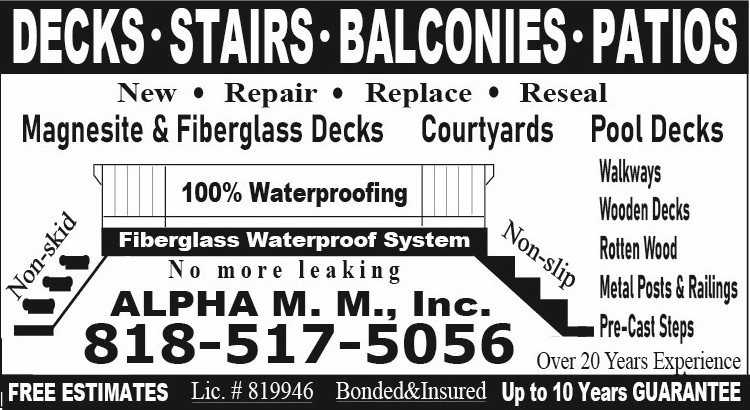 DECKS • STAIRS • BALCONIES • PATIOS
New • Repair • Replace • Reseal
Magnesite & Fiberglass Decks Courtyards Pool Decks
100% Waterproofing
Fiberglass Waterproof System
No more leaking
Non-skid
Non-slip
Walkways
Wooden Decks
Rotten Wood
Metal Posts & Railings
Pre-Cast Steps
ALPHA M. M., Inc.
818-517-5056
Over 20 Years Experience
FREE ESTIMATES Lic. # 819946 Bonded&Insured Up to 10 Years GUARANTEE